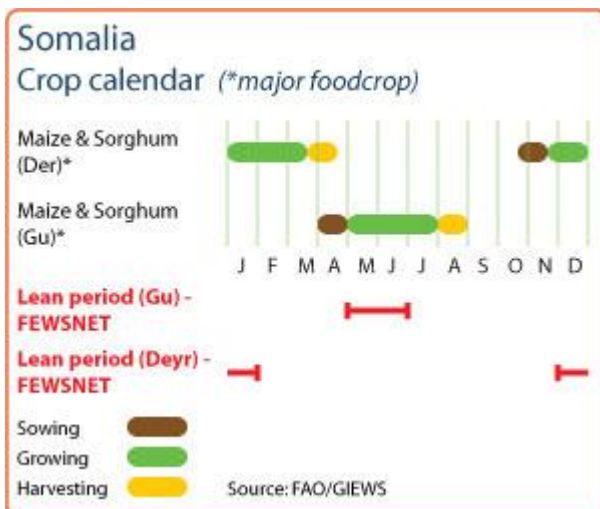 Somalia
Crop calendar (*major foodcrop)
Maize & Sorghum
(Der)*
Maize & Sorghum
(Gu)*
J F M A M J J A S O N D
Lean period (Gu) -
FEWSNET
Lean period (Deyr) -
FEWSNET
Sowing
Growing
Harvesting
Source: FAO/GIEWS